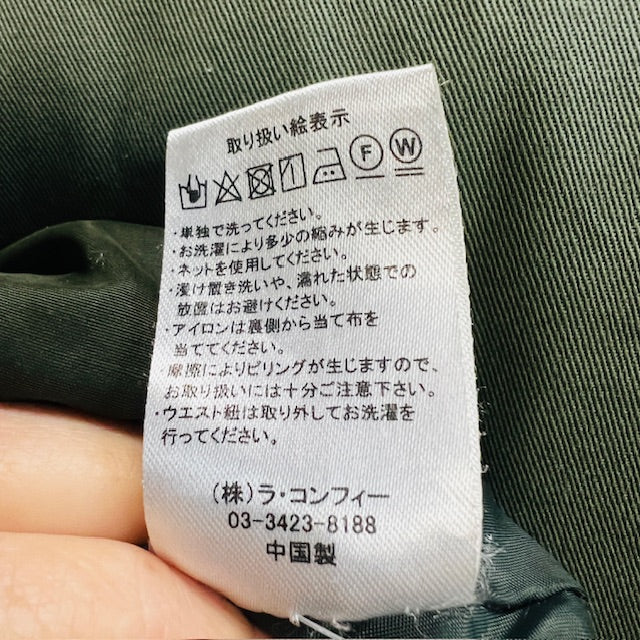 取り扱い絵表示
F W
・単独で洗ってください。
・お洗濯により多少の縮みが生じます。
・ネットを使用してください。
・漬け置き洗いや、濡れた状態での
放置はお避けください。
・アイロンは裏側から当て布を
当ててください。
摩擦によりピリングが生じますので、
お取り扱いには十分ご注意下さい。
・ウエスト紐は取り外してお洗濯を
行ってください。
(株)ラ・コンフィー
03-3423-8188
中国製